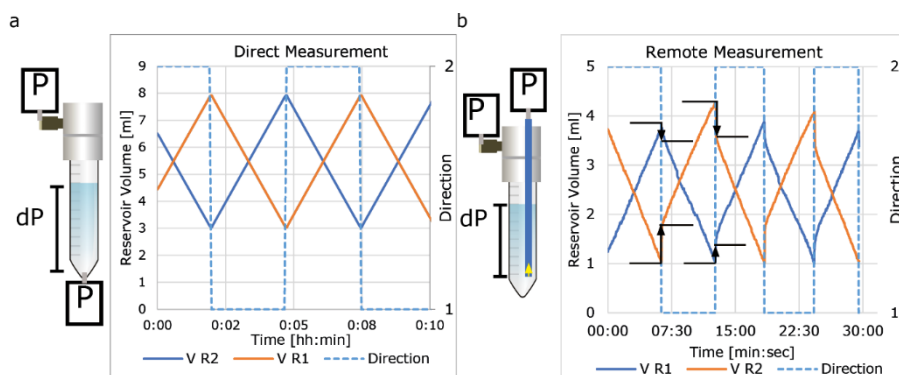 a
P
dP
P
Direct Measurement
Reservoir Volume [ml]
9
8
7
6
5
4
3
2
1
0
2
1
Direction
0:00 0:02 0:05 0:08 0:10
Time [hh:min]
V R2 V R1 Direction
b
P P
dP
Remote Measurement
Reservoir Volume [ml]
5
4
3
2
1
0
2
1
Direction
00:00 07:30 15:00 22:30 30:00
Time [min:sec]
V R1 V R2 Direction